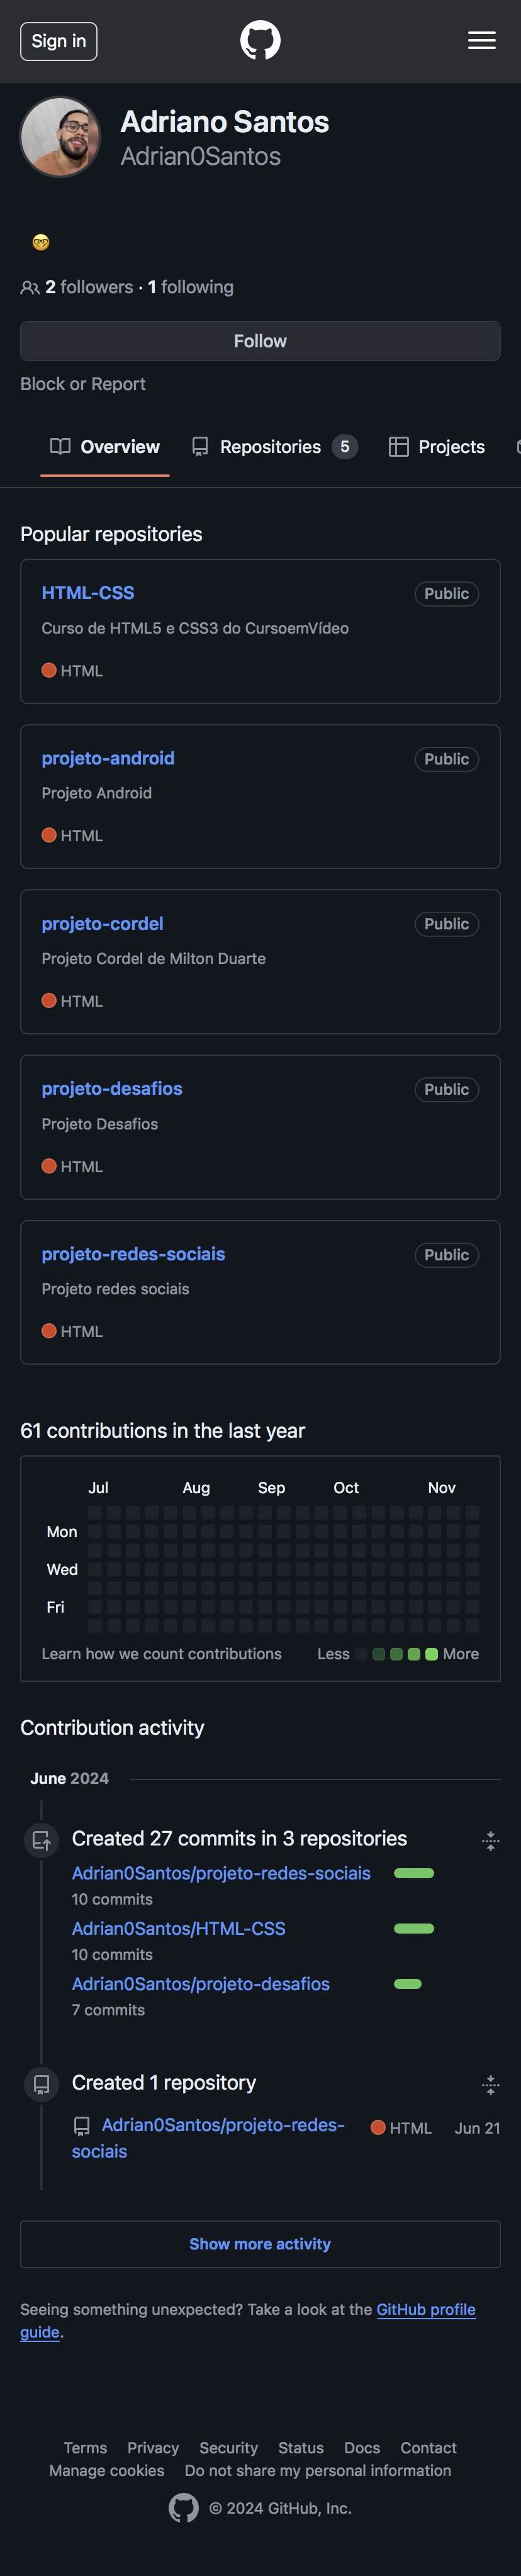 Sign in
Adriano Santos
Adrian0Santos
2 followers · 1 following
Follow
Block or Report
Overview Repositories 5 Projects
Popular repositories
HTML-CSS Public
Curso de HTML5 e CSS3 do CursoemVídeo
HTML
projeto-android Public
Projeto Android
HTML
projeto-cordel Public
Projeto Cordel de Milton Duarte
HTML
projeto-desafios Public
Projeto Desafios
HTML
projeto-redes-sociais Public
Projeto redes sociais
HTML
61 contributions in the last year
Jul Aug Sep Oct Nov
Mon
Wed
Fri
Learn how we count contributions Less More
Contribution activity
June 2024
Created 27 commits in 3 repositories
Adrian0Santos/projeto-redes-sociais
10 commits
Adrian0Santos/HTML-CSS
10 commits
Adrian0Santos/projeto-desafios
7 commits
Created 1 repository
Adrian0Santos/projeto-redes- HTML Jun 21
sociais
Show more activity
Seeing something unexpected? Take a look at the GitHub profile
guide.
Terms Privacy Security Status Docs Contact
Manage cookies Do not share my personal information
© 2024 GitHub, Inc.